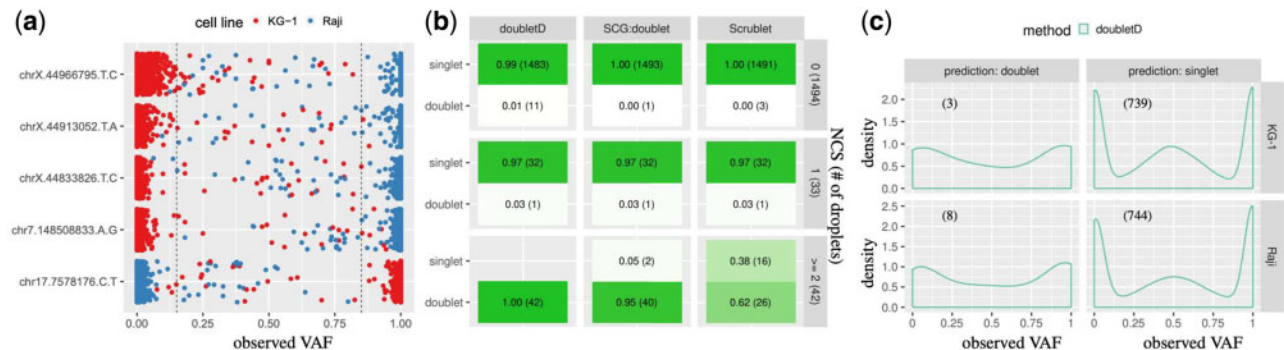 (a)
cell line KG-1 Raji
chrX.44966795.T.C
chrX.44913052.T.A
chrX.44833826.T.C
chr7.148508833.A.G
chr17.7578176.C.T
0.00 0.25 0.50 0.75 1.00
observed VAF
(b)
doubletD SCG:doublet Scrublet
singlet 0.99 (1483) 1.00 (1493) 1.00 (1491)
doublet 0.01 (11) 0.00 (1) 0.00 (3)
0 (1494)
singlet 0.97 (32) 0.97 (32) 0.97 (32)
doublet 0.03 (1) 0.03 (1) 0.03 (1)
1 (33)
singlet 0.05 (2) 0.38 (16)
doublet 1.00 (42) 0.95 (40) 0.62 (26)
>= 2 (42)
NCS (# of droplets)
(c)
method doubletD
prediction: doublet prediction: singlet
density
2.0
1.5
1.0
0.5
0.0
(3) (739)
KG-1
density
2.5
2.0
1.5
1.0
0.5
0.0
(8) (744)
Raji
0 0.25 0.50 0.75 1 0 0.25 0.50 0.75 1
observed VAF observed VAF